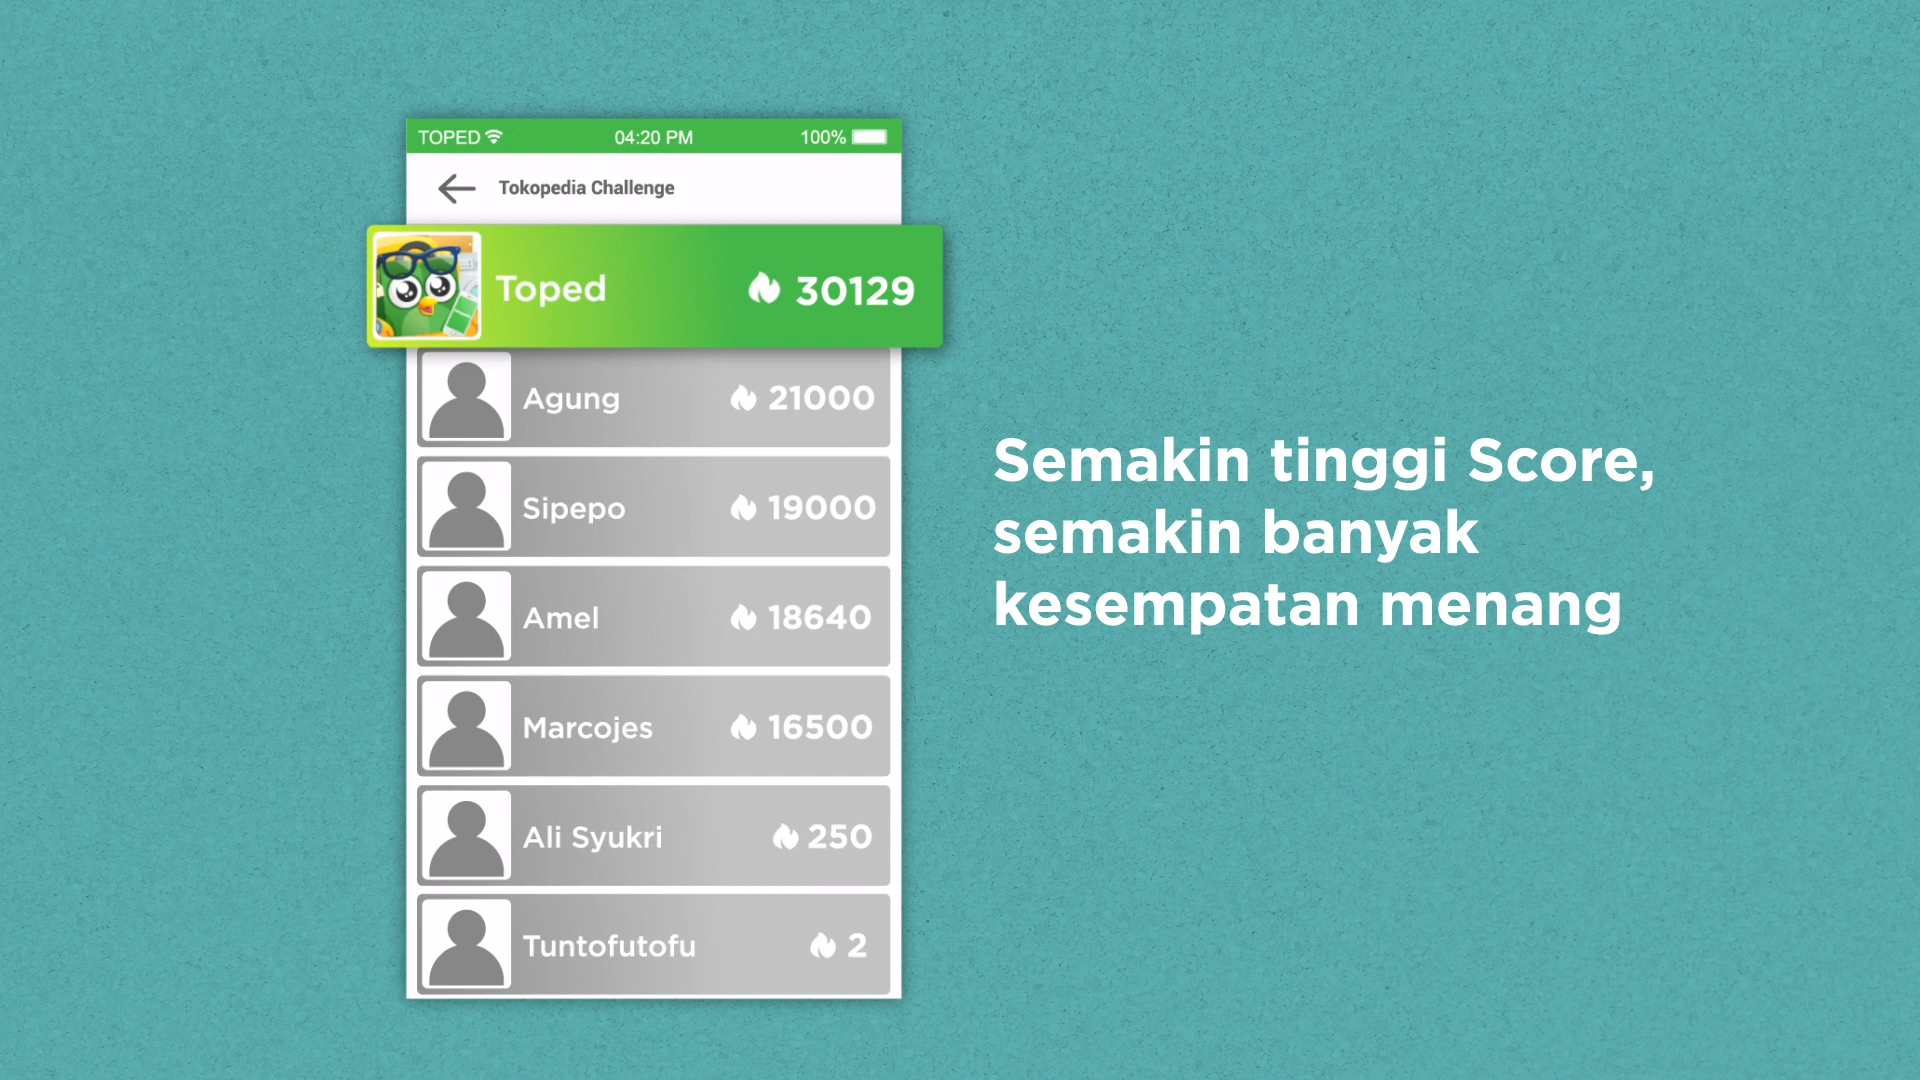 TOPED 04:20 PM 100%
Tokopedia Challenge
Toped 30129
Agung 21000
Sipepo 19000
Amel 18640
Marcojes 16500
Ali Syukri 250
Tuntofutofu 2
Semakin tinggi Score,
semakin banyak
kesempatan menang